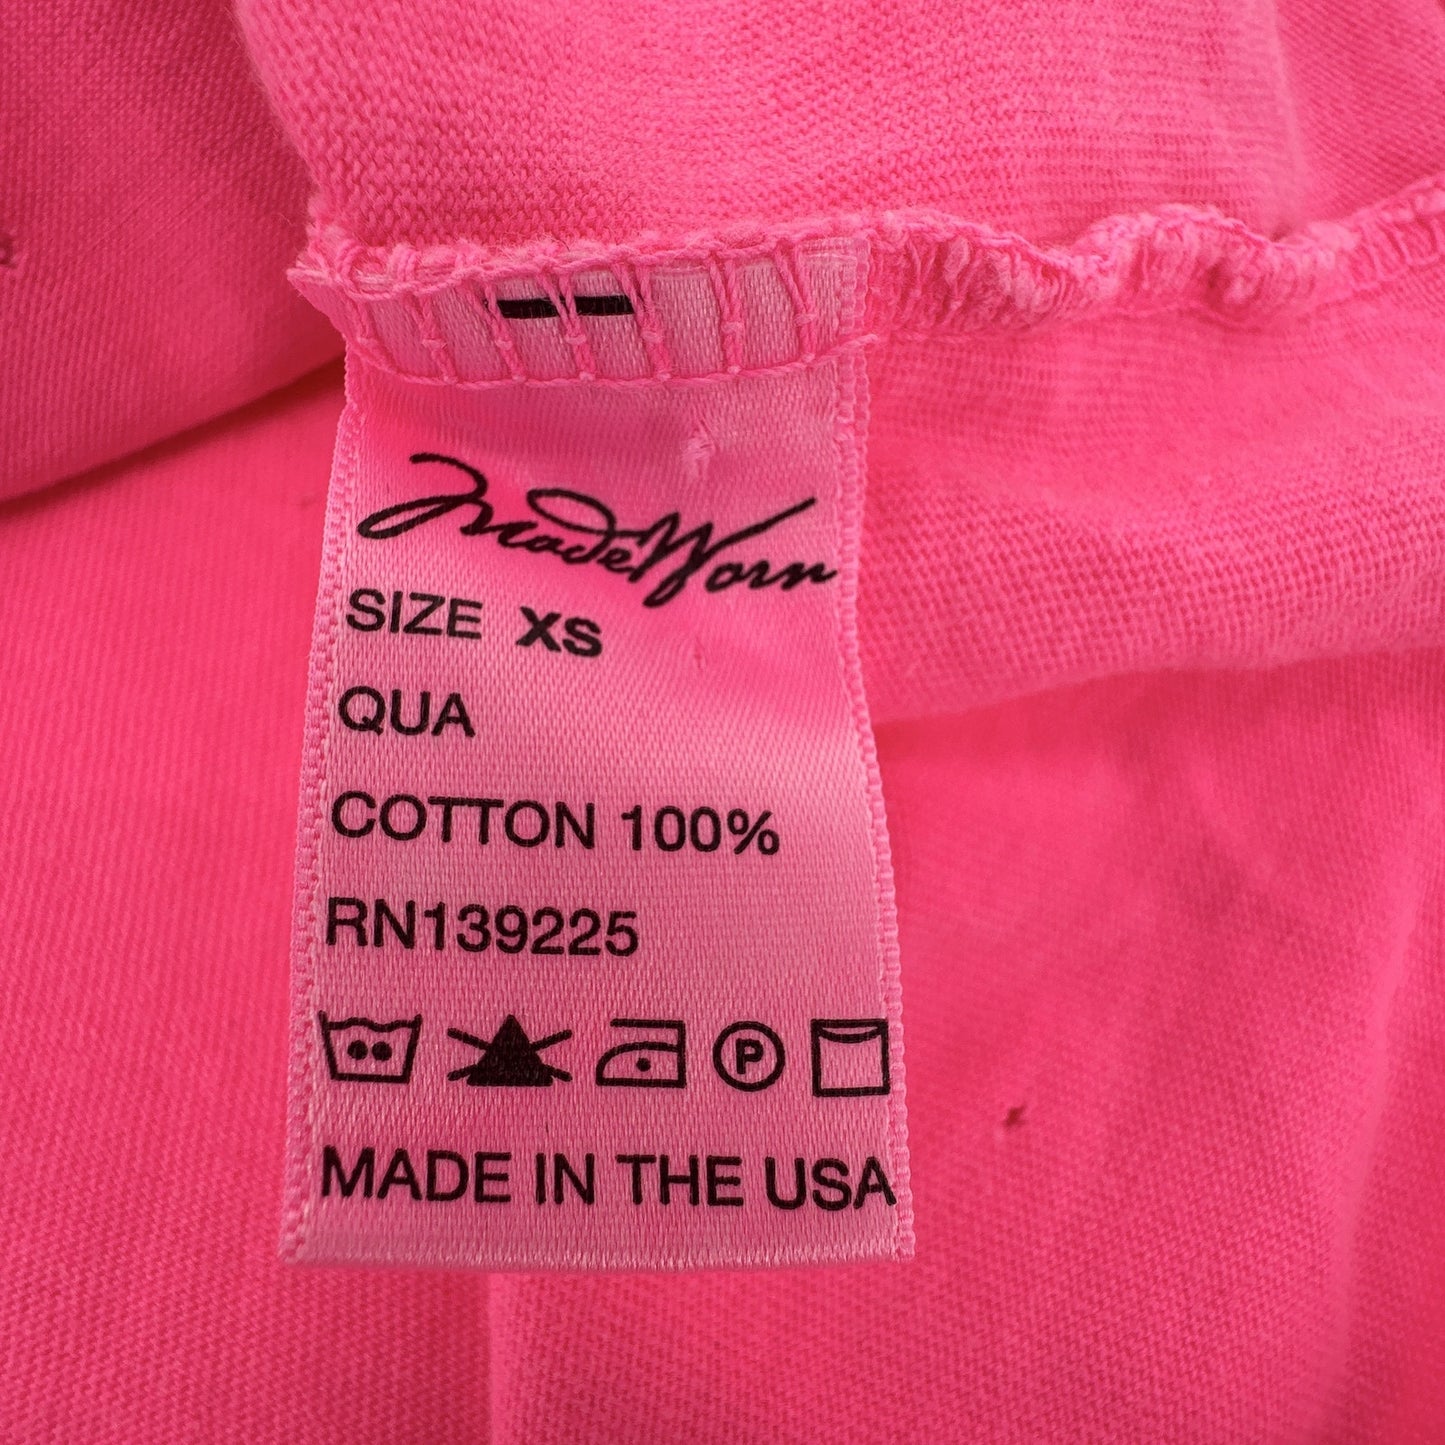 MadeWorn
SIZE XS
QUA
COTTON 100%
RN139225
P
MADE IN THE USA